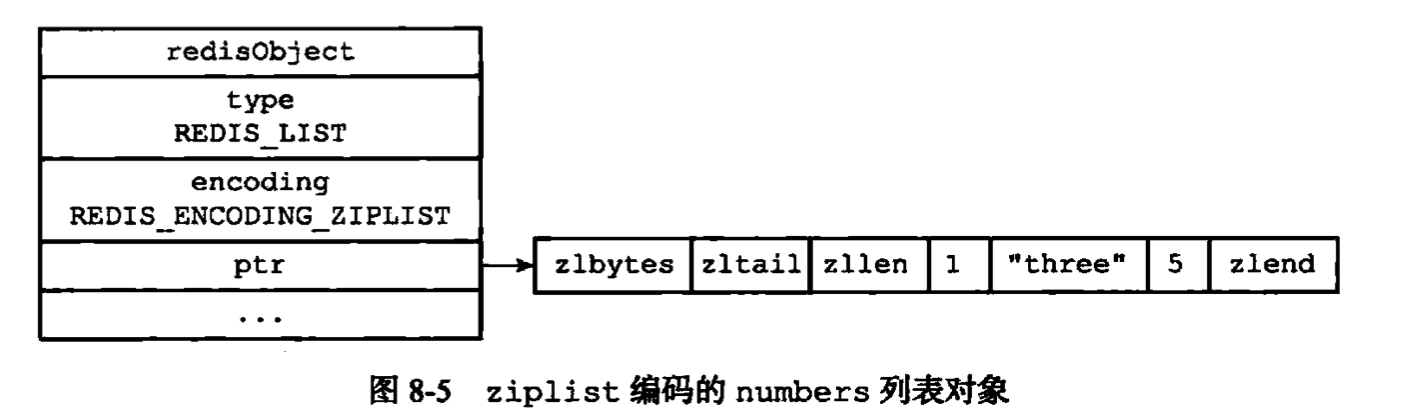 redisObject
type
REDIS_LIST
encoding
REDIS_ENCODING_ZIPLIST
ptr
zlbytes zltail zllen 1 "three" 5 zlend
...
图 8-5 ziplist 编码的 numbers 列表对象